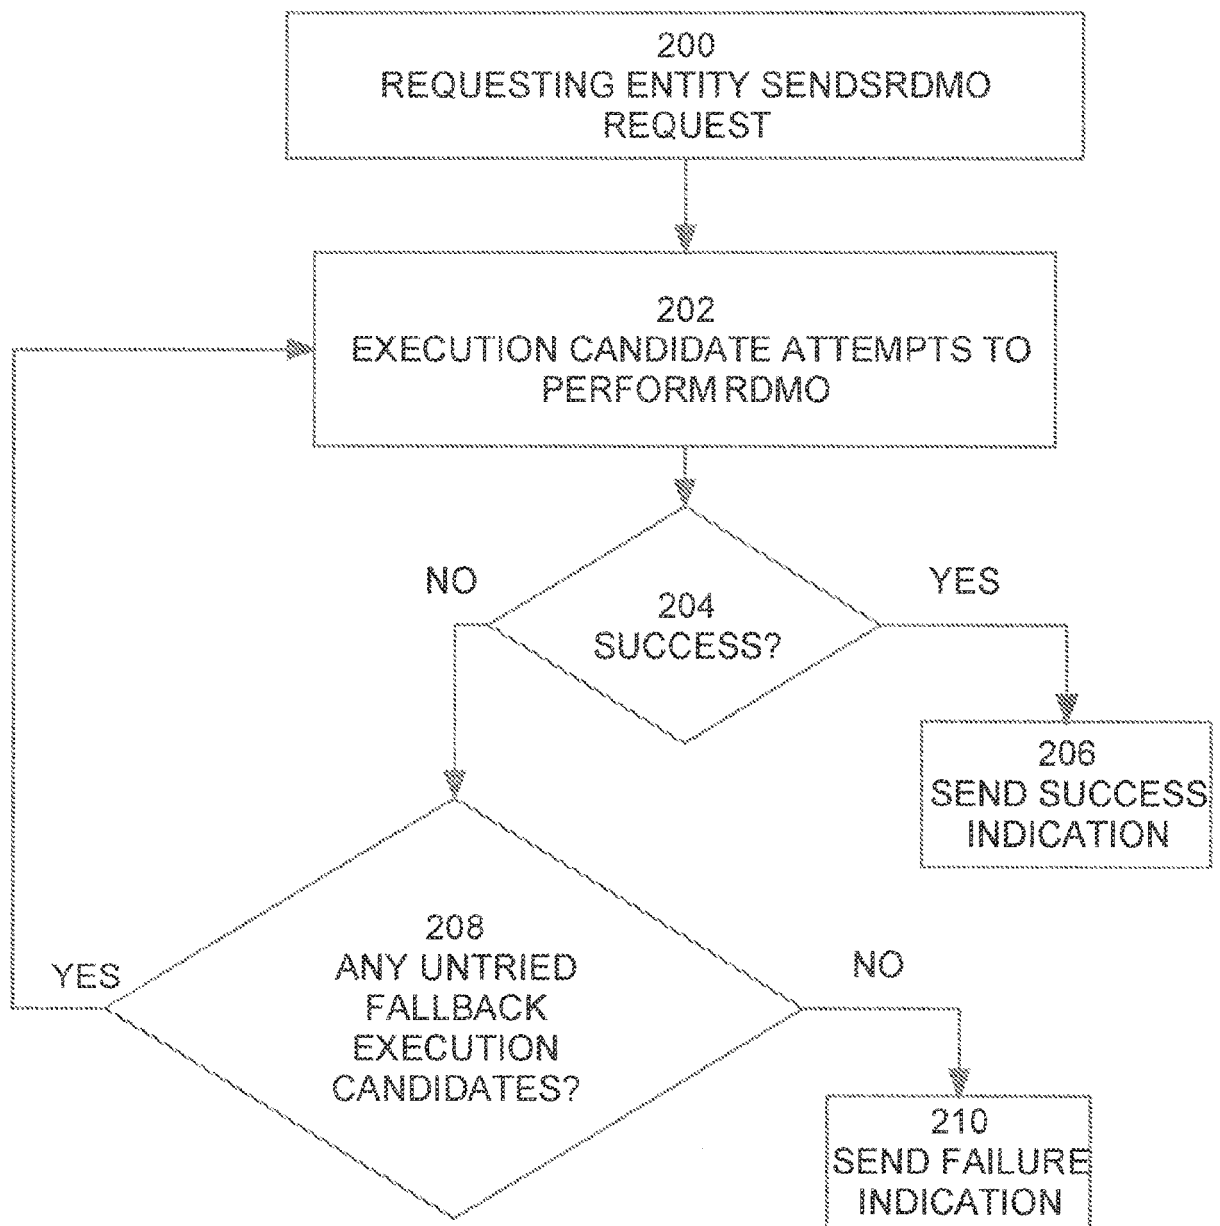 200
REQUESTING ENTITY SENDSRDMO
REQUEST
202
EXECUTION CANDIDATE ATTEMPTS TO
PERFORM RDMO
NO
YES
204
SUCCESS?
206
SEND SUCCESS
INDICATION
208
ANY UNTRIED
FALLBACK
EXECUTION
CANDIDATES?
YES
NO
210
SEND FAILURE
INDICATION